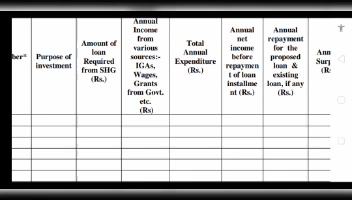 ber*
Purpose of
investment
Amount of
loan
Required
from SHG
(Rs.)
Annual
Income
from
various
sources:-
IGAs,
Wages,
Grants
from Govt.
etc.
(Rs)
Total
Annual
Expenditure
(Rs.)
Annual
net
income
before
repaymen
t of loan
installme
nt (Rs.)
Annual
repayment
for the
proposed
loan &
existing
loan, if any
(Rs.)
Ann
Surp
(Rs